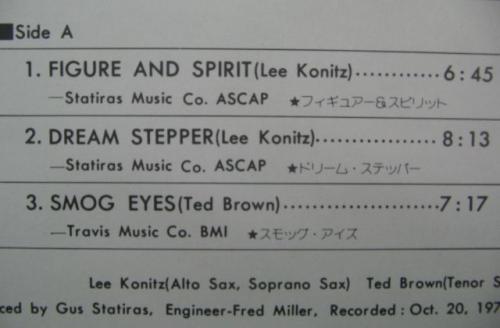 ■Side A
1. FIGURE AND SPIRIT(Lee Konitz)············6:45
—Statiras Music Co. ASCAP ★フィギュアー&スピリット
2. DREAM STEPPER(Lee Konitz)·················8:13
—Statiras Music Co. ASCAP ★ドリーム・ステッパー
3. SMOG EYES(Ted Brown)·······················7:17
—Travis Music Co. BMI ★スモッグ・アイズ
Lee Konitz(Alto Sax, Soprano Sax) Ted Brown(Tenor S
ced by Gus Statiras, Engineer-Fred Miller, Recorded: Oct. 20, 197